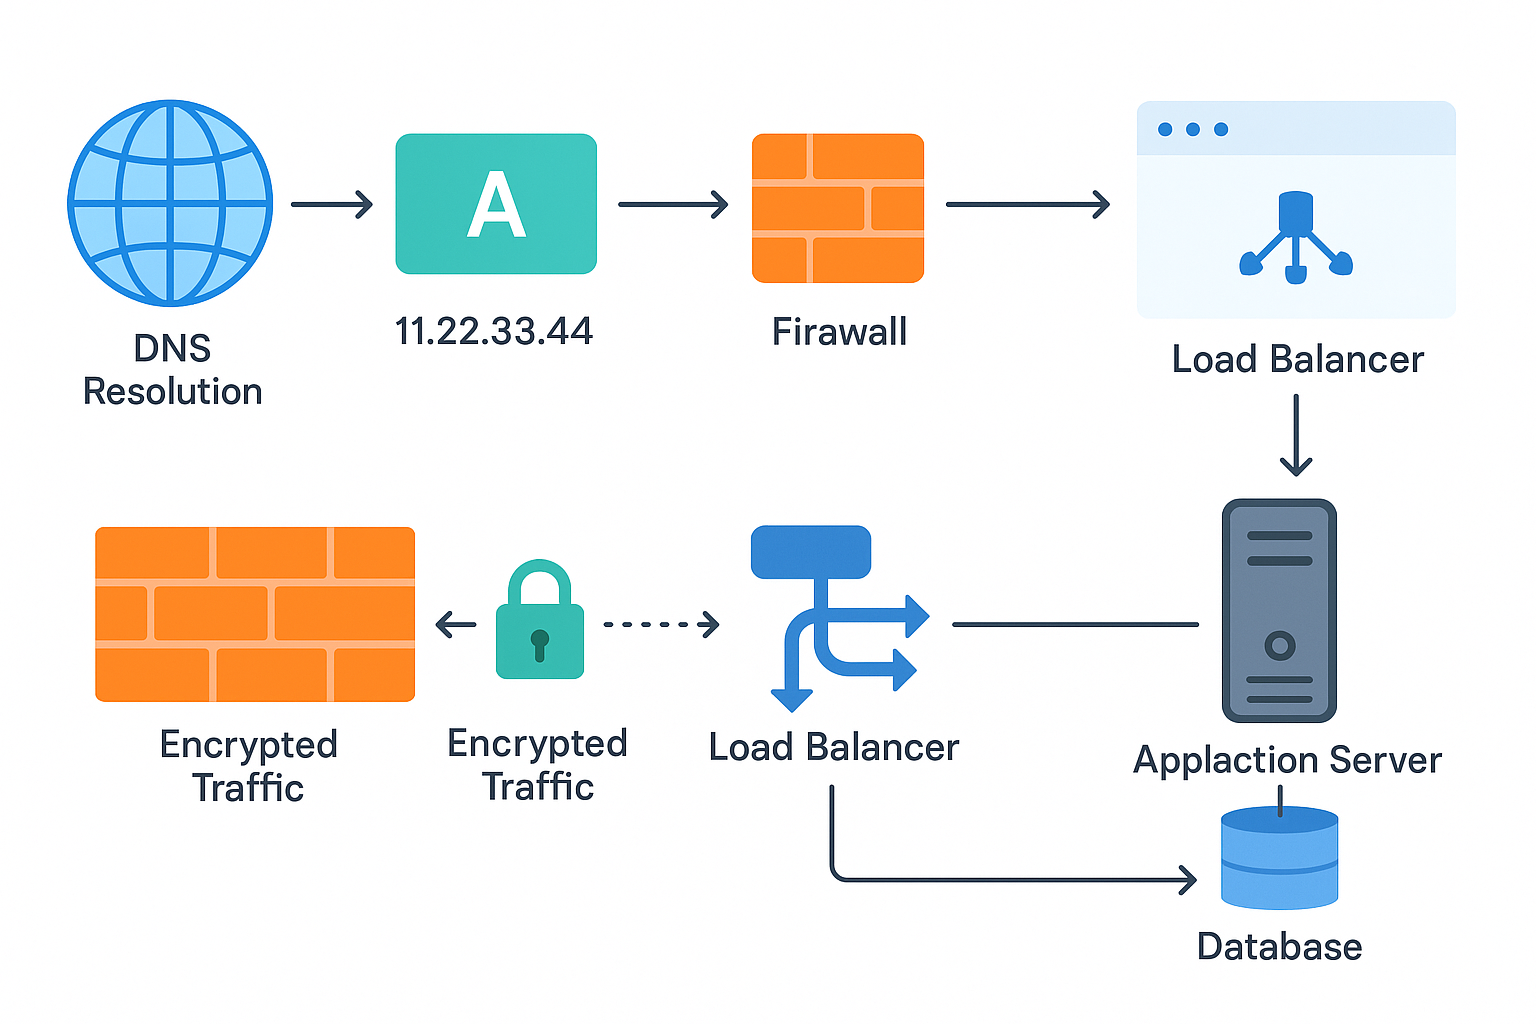 A
DNS
Resolution
11.22.33.44
Firawall
Load Balancer
Encrypted
Traffic
Encrypted
Traffic
Load Balancer
Applaction Server
Database